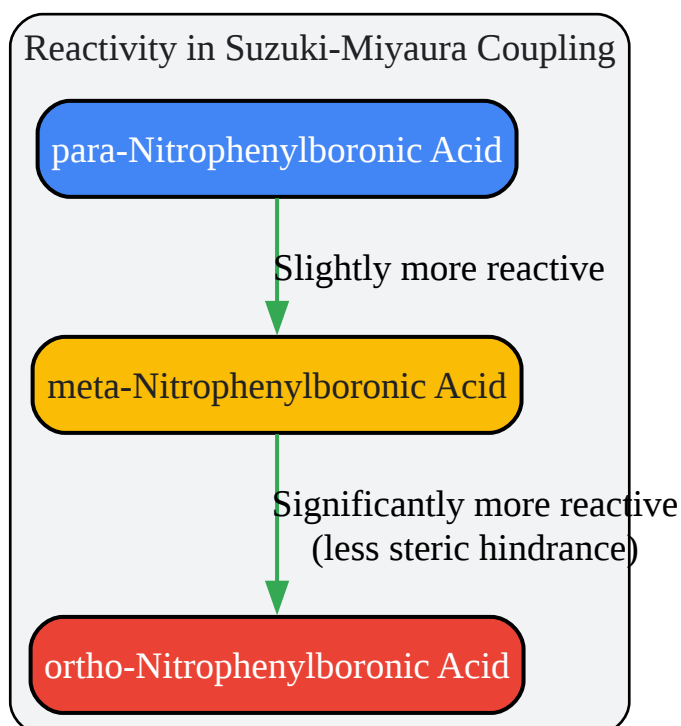 Reactivity in Suzuki-Miyaura Coupling
para-Nitrophenylboronic Acid
Slightly more reactive
meta-Nitrophenylboronic Acid
Significantly more reactive
(less steric hindrance)
ortho-Nitrophenylboronic Acid